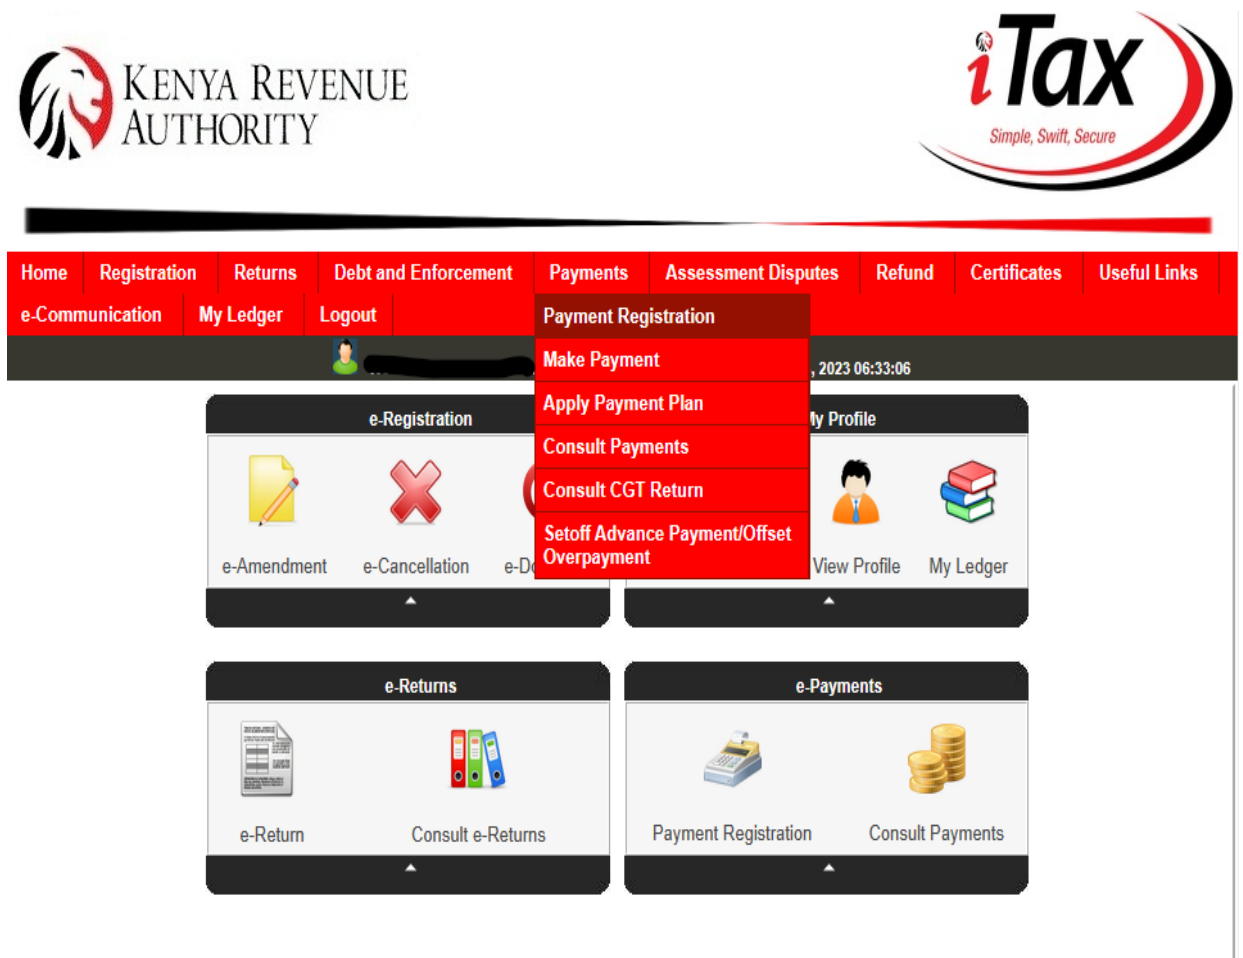 KENYA REVENUE
AUTHORITY
iTax
Simple, Swift, Secure
Home Registration Returns Debt and Enforcement Payments Assessment Disputes Refund Certificates Useful Links
e-Communication My Ledger Logout
Payment Registration
Make Payment
Apply Payment Plan
Consult Payments
Consult CGT Return
Setoff Advance Payment/Offset
Overpayment
, 2023 06:33:06
e-Registration
e-Amendment e-Cancellation
My Profile
View Profile My Ledger
e-Returns
e-Return Consult e-Returns
e-Payments
Payment Registration Consult Payments